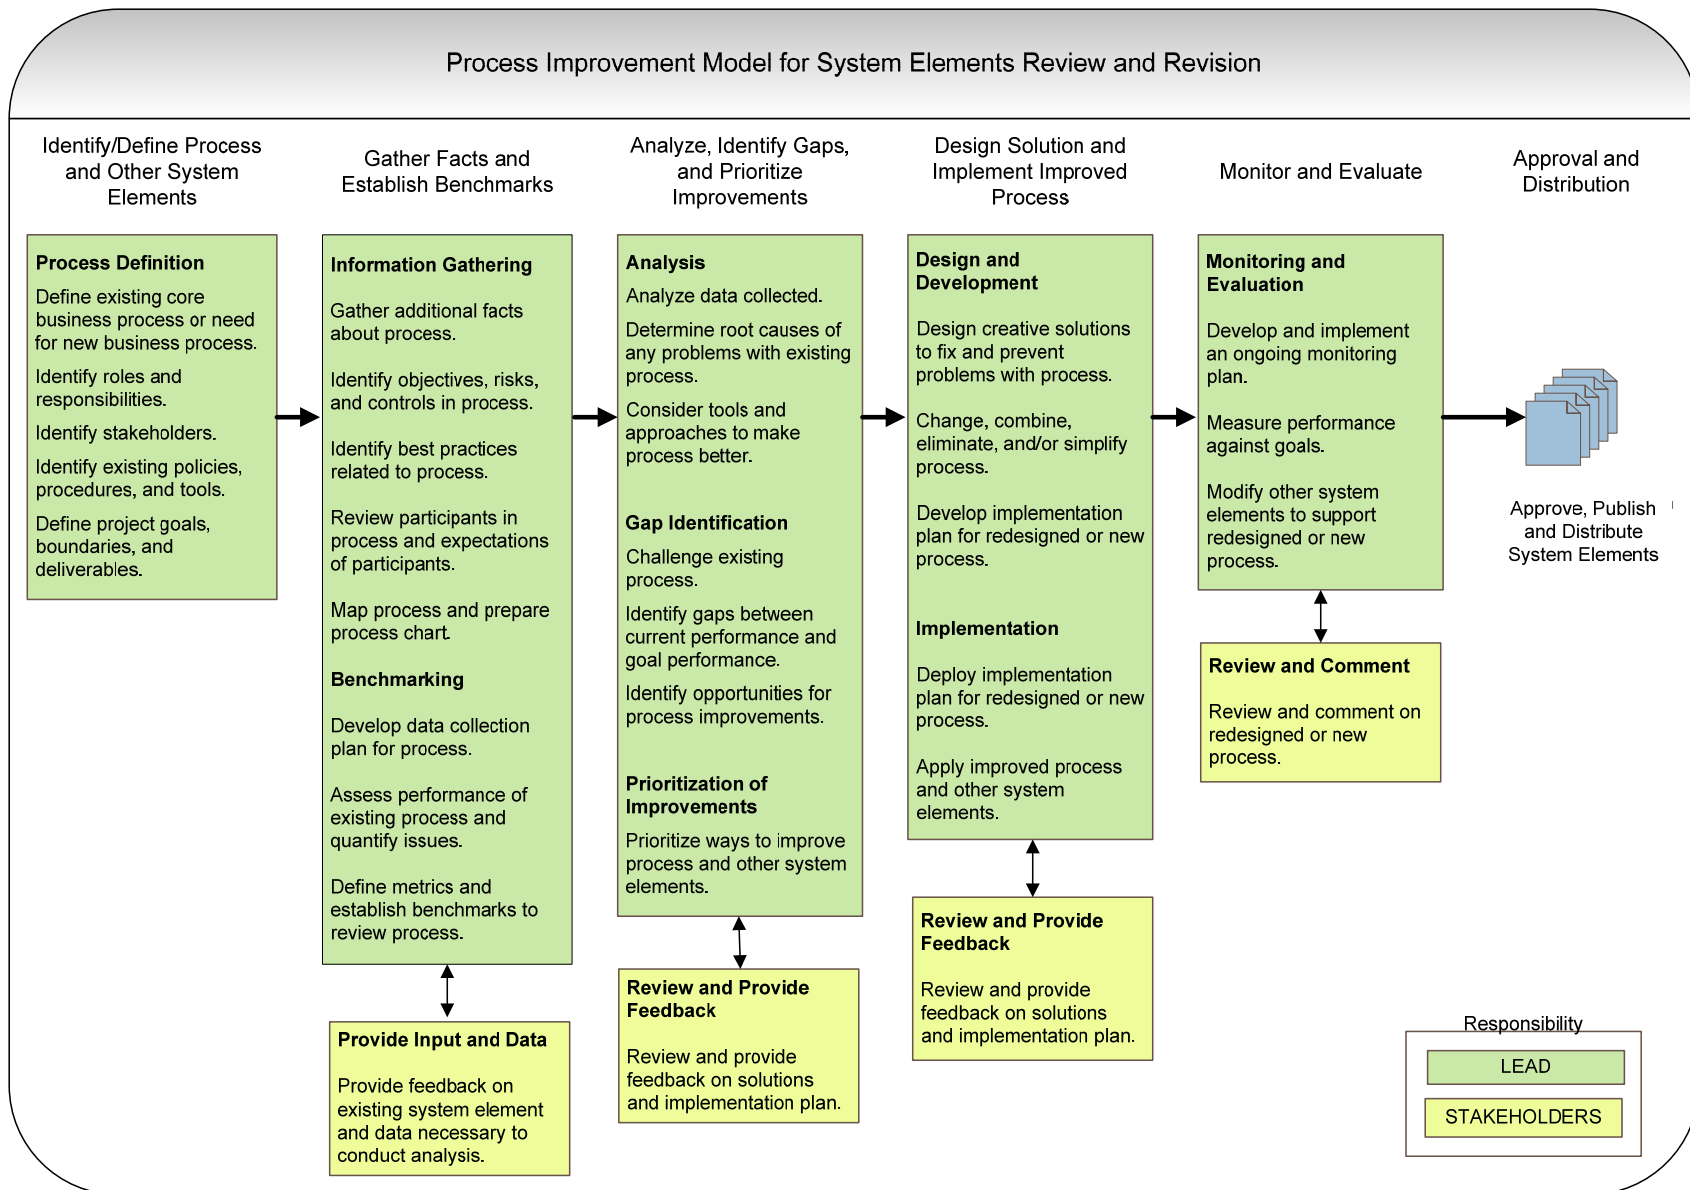 Process Improvement Model for System Elements Review and Revision
Identify/Define Process
and Other System
Elements
Gather Facts and
Establish Benchmarks
Analyze, Identify Gaps,
and Prioritize
Improvements
Design Solution and
Implement Improved
Process
Monitor and Evaluate
Approval and
Distribution
Process Definition
Define existing core
business process or need
for new business process.
Identify roles and
responsibilities.
Identify stakeholders.
Identify existing policies,
procedures, and tools.
Define project goals,
boundaries, and
deliverables.
Information Gathering
Gather additional facts
about process.
Identify objectives, risks,
and controls in process.
Identify best practices
related to process.
Review participants in
process and expectations
of participants.
Map process and prepare
process chart.
Benchmarking
Develop data collection
plan for process.
Assess performance of
existing process and
quantify issues.
Define metrics and
establish benchmarks to
review process.
Provide Input and Data
Provide feedback on
existing system element
and data necessary to
conduct analysis.
Analysis
Analyze data collected.
Determine root causes of
any problems with existing
process.
Consider tools and
approaches to make
process better.
Gap Identification
Challenge existing
process.
Identify gaps between
current performance and
goal performance.
Identify opportunities for
process improvements.
Prioritization of
Improvements
Prioritize ways to improve
process and other system
elements.
Review and Provide
Feedback
Review and provide
feedback on solutions
and implementation plan.
Design and
Development
Design creative solutions
to fix and prevent
problems with process.
Change, combine,
eliminate, and/or simplify
process.
Develop implementation
plan for redesigned or new
process.
Implementation
Deploy implementation
plan for redesigned or new
process.
Apply improved process
and other system
elements.
Review and Provide
Feedback
Review and provide
feedback on solutions
and implementation plan.
Monitoring and
Evaluation
Develop and implement
an ongoing monitoring
plan.
Measure performance
against goals.
Modify other system
elements to support
redesigned or new
process.
Review and Comment
Review and comment on
redesigned or new
process.
Approve, Publish
and Distribute
System Elements
Responsibility
LEAD
STAKEHOLDERS